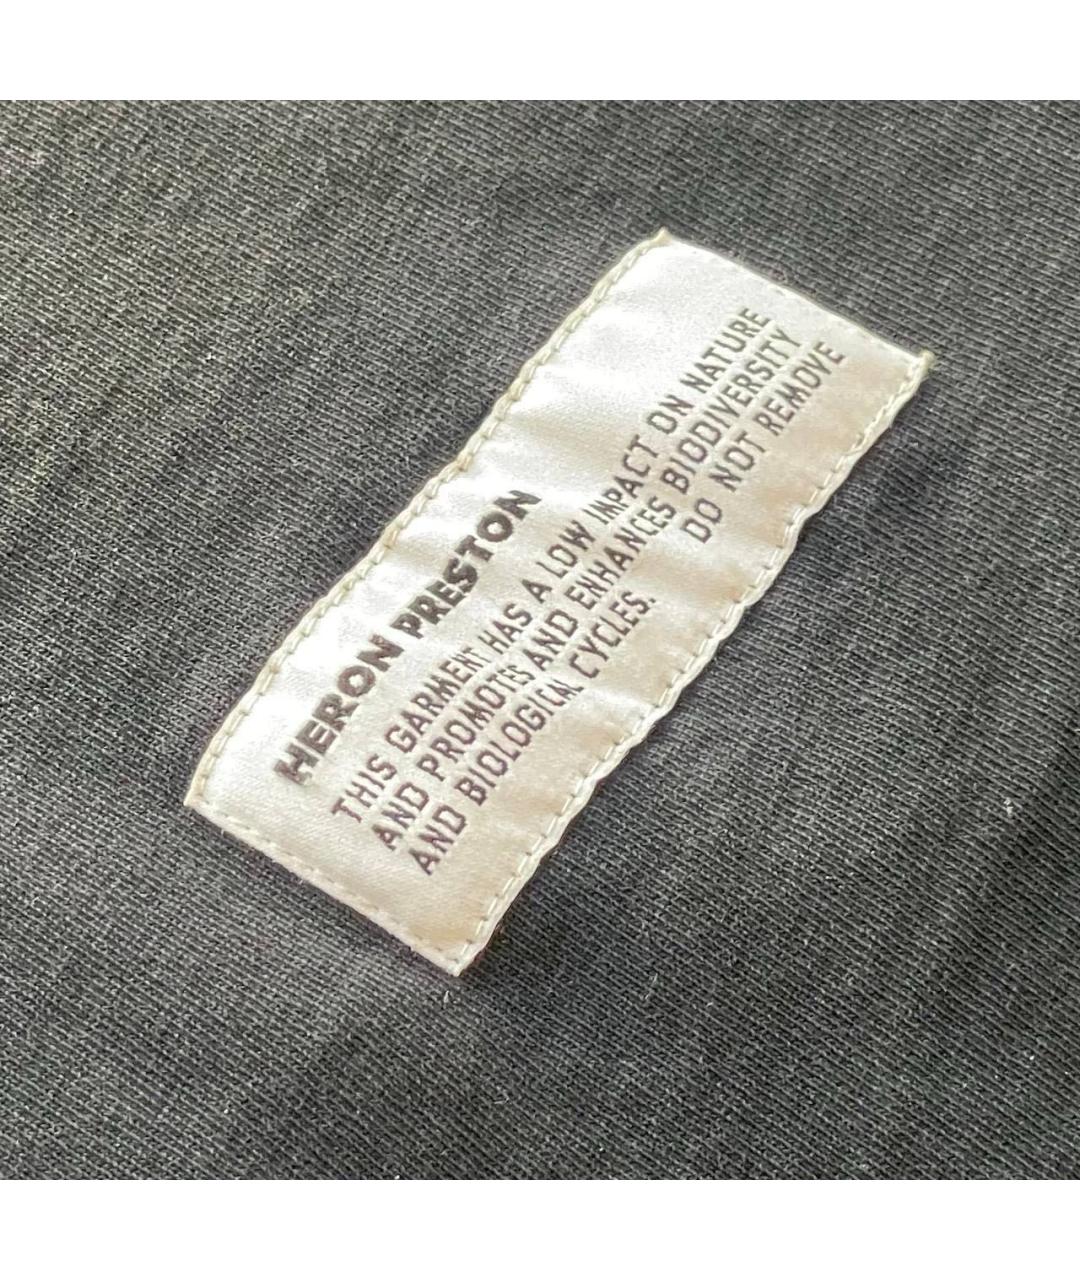 HERON PRESTON
THIS GARMENT HAS A LOW IMPACT ON NATURE
AND PROMOTES AND ENHANCES BIODIVERSITY
AND BIOLOGICAL CYCLES. DO NOT REMOVE